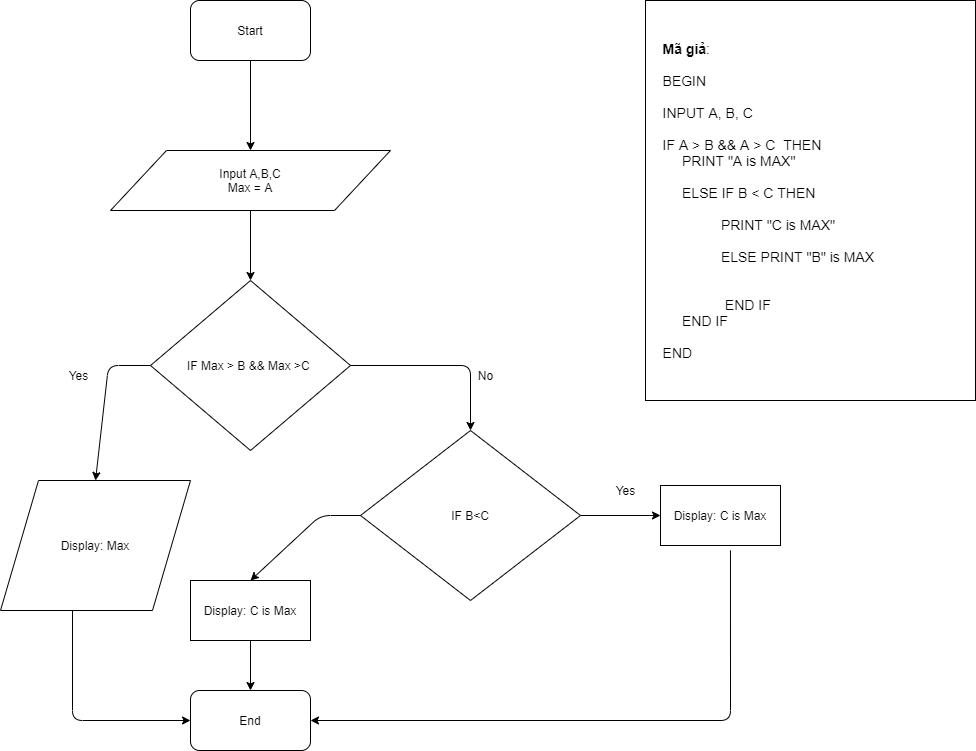 Start
Input A,B,C
Max = A
IF Max > B && Max >C
Yes
No
Display: Max
IF B<C
Yes
Display: C is Max
Display: C is Max
End
Mã giả:
BEGIN
INPUT A, B, C
IF A > B && A > C THEN
PRINT "A is MAX"
ELSE IF B < C THEN
PRINT "C is MAX"
ELSE PRINT "B" is MAX
END IF
END IF
END